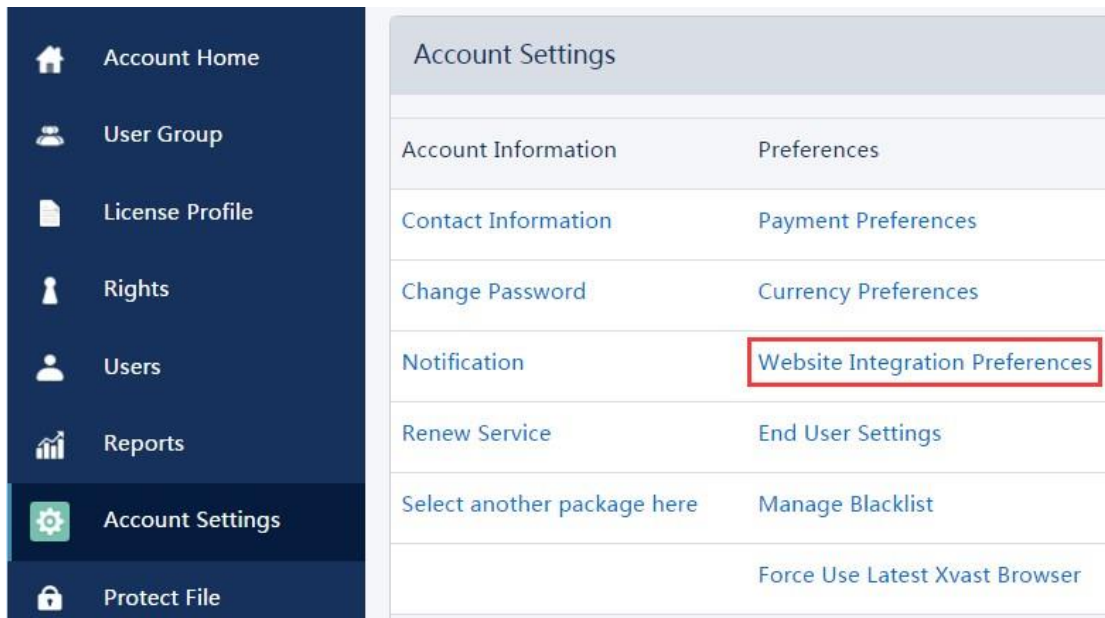 Account Home
User Group
License Profile
Rights
Users
Reports
Account Settings
Protect File
Account Settings
Account Information Preferences
Contact Information Payment Preferences
Change Password Currency Preferences
Notification Website Integration Preferences
Renew Service End User Settings
Select another package here Manage Blacklist
Force Use Latest Xvast Browser